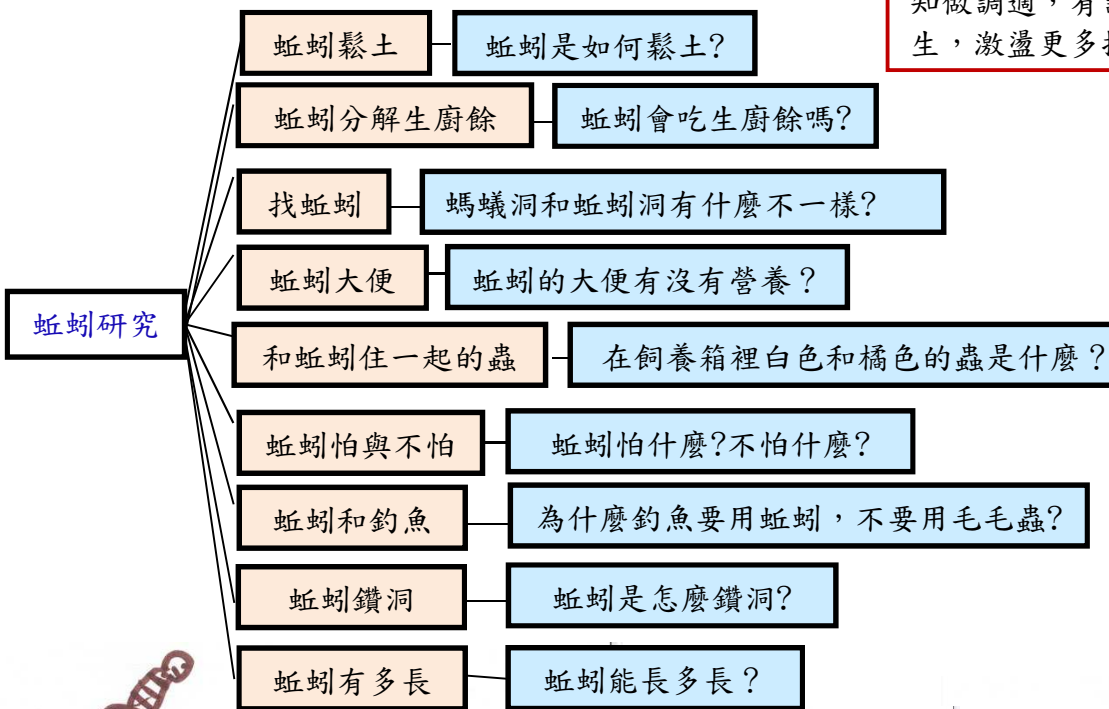 知做調適，有
生，激盪更多
蚯蚓鬆土
蚯蚓是如何鬆土?
蚯蚓分解生廚餘
蚯蚓會吃生廚餘嗎?
找蚯蚓
螞蟻洞和蚯蚓洞有什麼不一樣?
蚯蚓大便
蚯蚓的大便有沒有營養？
蚯蚓研究
和蚯蚓住一起的蟲
在飼養箱裡白色和橘色的蟲是什麼？
蚯蚓怕與不怕
蚯蚓怕什麼?不怕什麼?
蚯蚓和釣魚
為什麼釣魚要用蚯蚓，不要用毛毛蟲?
蚯蚓鑽洞
蚯蚓是怎麼鑽洞?
蚯蚓有多長
蚯蚓能長多長？